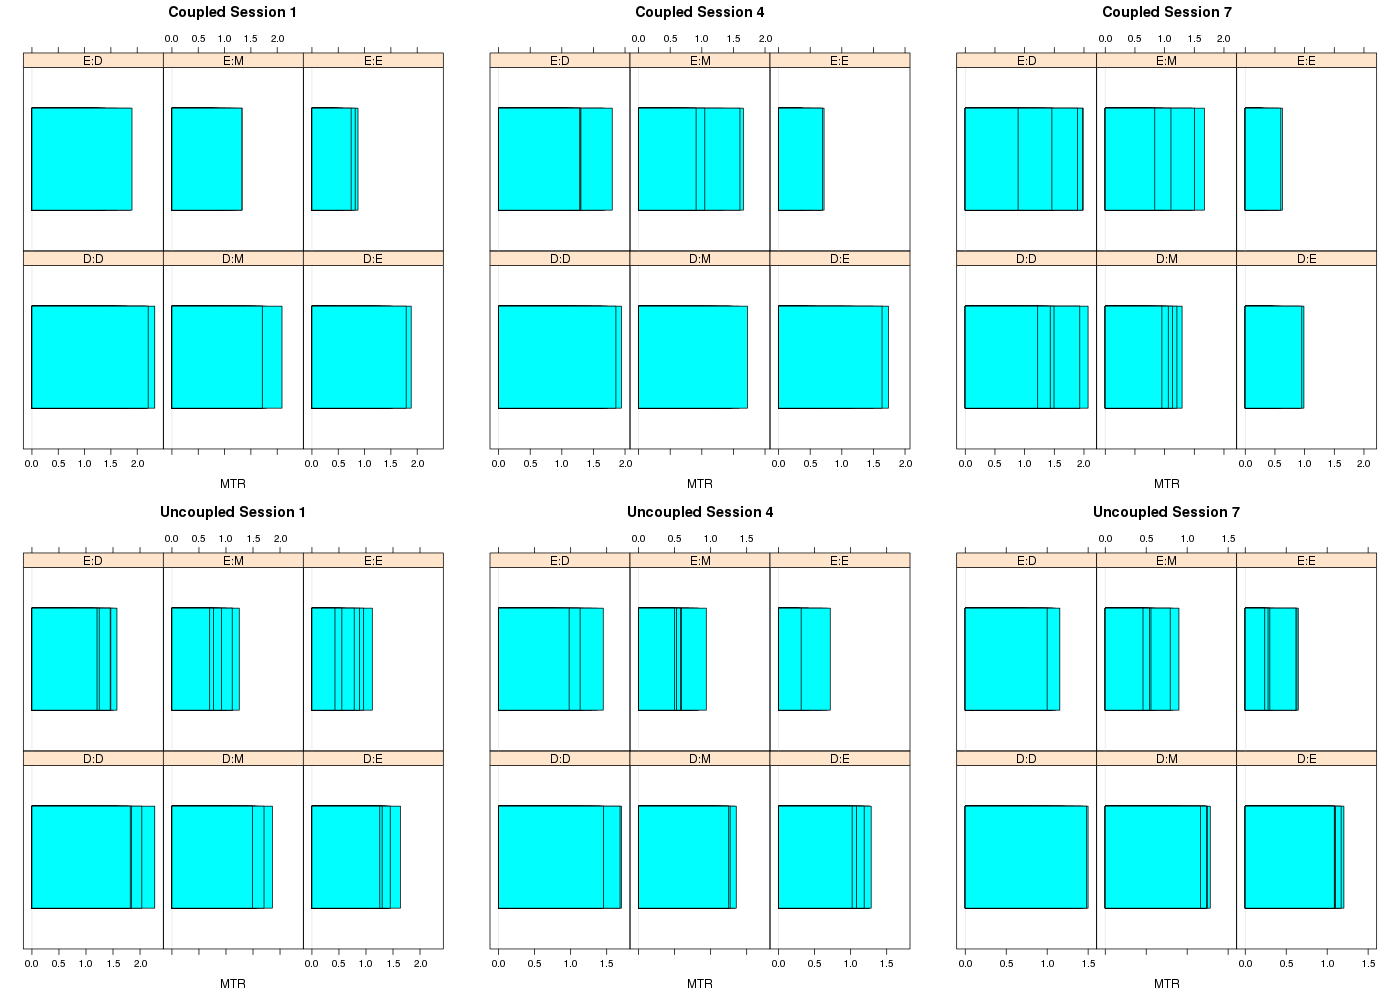 Coupled Session 1
0.0 0.5 1.0 1.5 2.0
E:D E:M E:E
D:D D:M D:E
0.0 0.5 1.0 1.5 2.0 0.0 0.5 1.0 1.5 2.0
MTR
Coupled Session 4
0.0 0.5 1.0 1.5 2.0
E:D E:M E:E
D:D D:M D:E
0.0 0.5 1.0 1.5 2.0 0.0 0.5 1.0 1.5 2.0
MTR
Coupled Session 7
0.0 0.5 1.0 1.5 2.0
E:D E:M E:E
D:D D:M D:E
0.0 0.5 1.0 1.5 2.0 0.0 0.5 1.0 1.5 2.0
MTR
Uncoupled Session 1
0.0 0.5 1.0 1.5 2.0
E:D E:M E:E
D:D D:M D:E
0.0 0.5 1.0 1.5 2.0 0.0 0.5 1.0 1.5 2.0
MTR
Uncoupled Session 4
0.0 0.5 1.0 1.5
E:D E:M E:E
D:D D:M D:E
0.0 0.5 1.0 1.5 0.0 0.5 1.0 1.5
MTR
Uncoupled Session 7
0.0 0.5 1.0 1.5
E:D E:M E:E
D:D D:M D:E
0.0 0.5 1.0 1.5 0.0 0.5 1.0 1.5
MTR